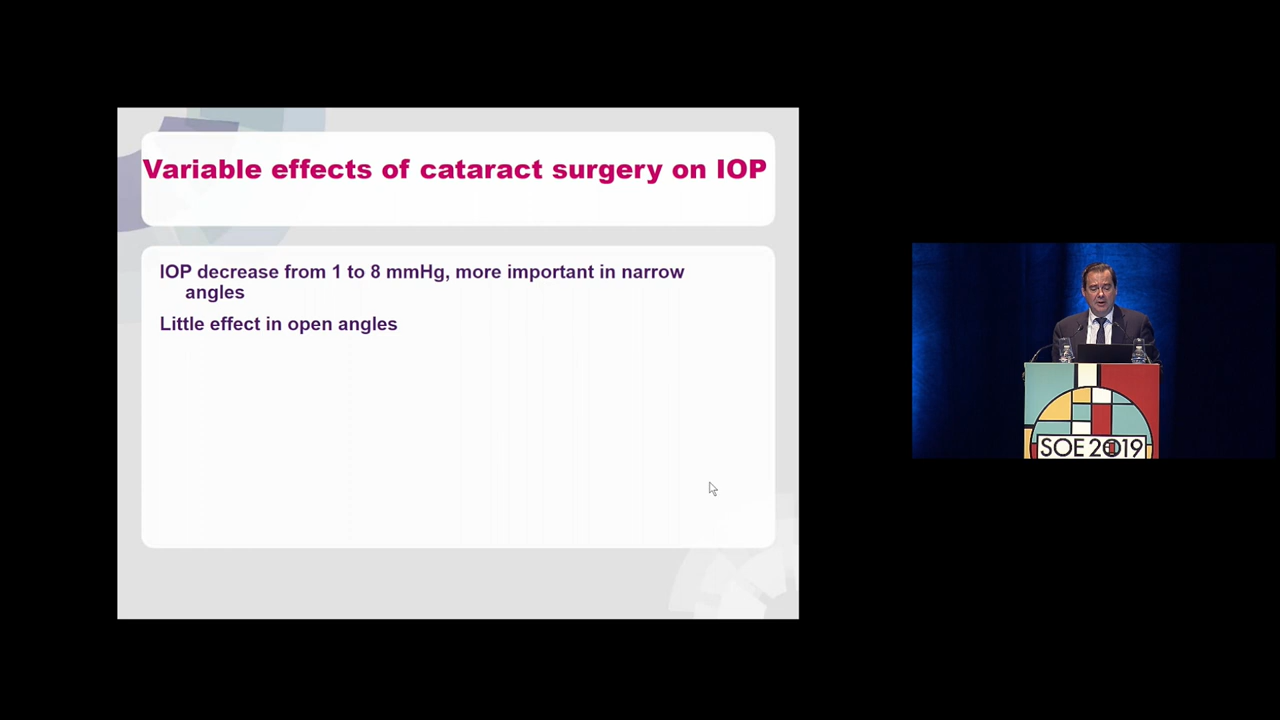 Variable effects of cataract surgery on IOP
IOP decrease from 1 to 8 mmHg, more important in narrow
angles
Little effect in open angles
SOE 2019